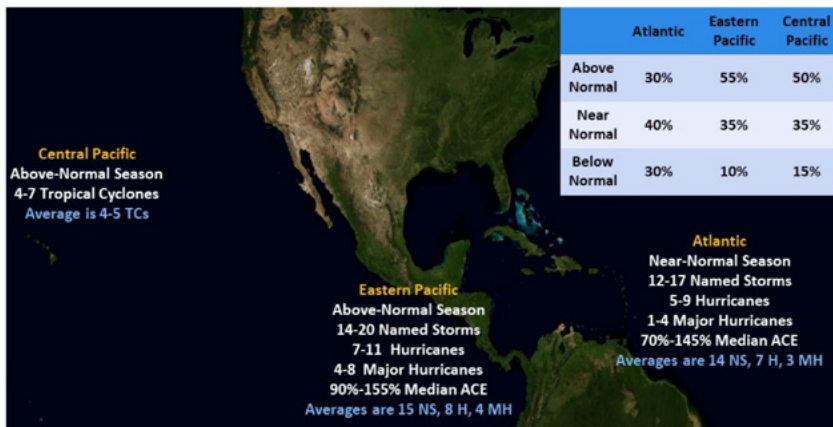 Atlantic Eastern Pacific Central Pacific
Above Normal 30% 55% 50%
Near Normal 40% 35% 35%
Below Normal 30% 10% 15%
Central Pacific
Above-Normal Season
4-7 Tropical Cyclones
Average is 4-5 TCs
Eastern Pacific
Above-Normal Season
14-20 Named Storms
7-11 Hurricanes
4-8 Major Hurricanes
90%-155% Median ACE
Averages are 15 NS, 8 H, 4 MH
Atlantic
Near-Normal Season
12-17 Named Storms
5-9 Hurricanes
1-4 Major Hurricanes
70%-145% Median ACE
Averages are 14 NS, 7 H, 3 MH